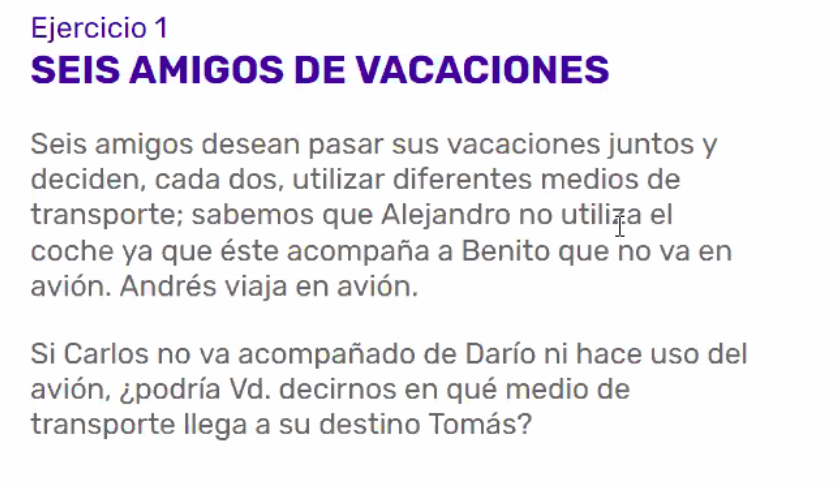 Ejercicio 1
SEIS AMIGOS DE VACACIONES
Seis amigos desean pasar sus vacaciones juntos y
deciden, cada dos, utilizar diferentes medios de
transporte; sabemos que Alejandro no utiliza el
coche ya que éste acompaña a Benito que no va en
avión. Andrés viaja en avión.
Si Carlos no va acompañado de Darío ni hace uso del
avión, ¿podría Vd. decirnos en qué medio de
transporte llega a su destino Tomás?